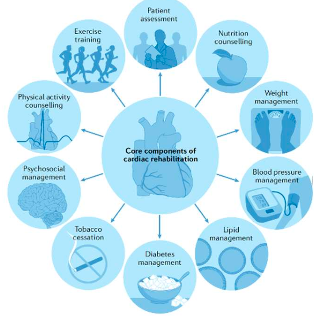 Patient
assessment
Nutrition
counselling
Weight
management
Blood pressure
management
Lipid
management
Diabetes
management
Tobacco
cessation
Psychosocial
management
Physical activity
counselling
Exercise
training
Core components of
cardiac rehabilitation